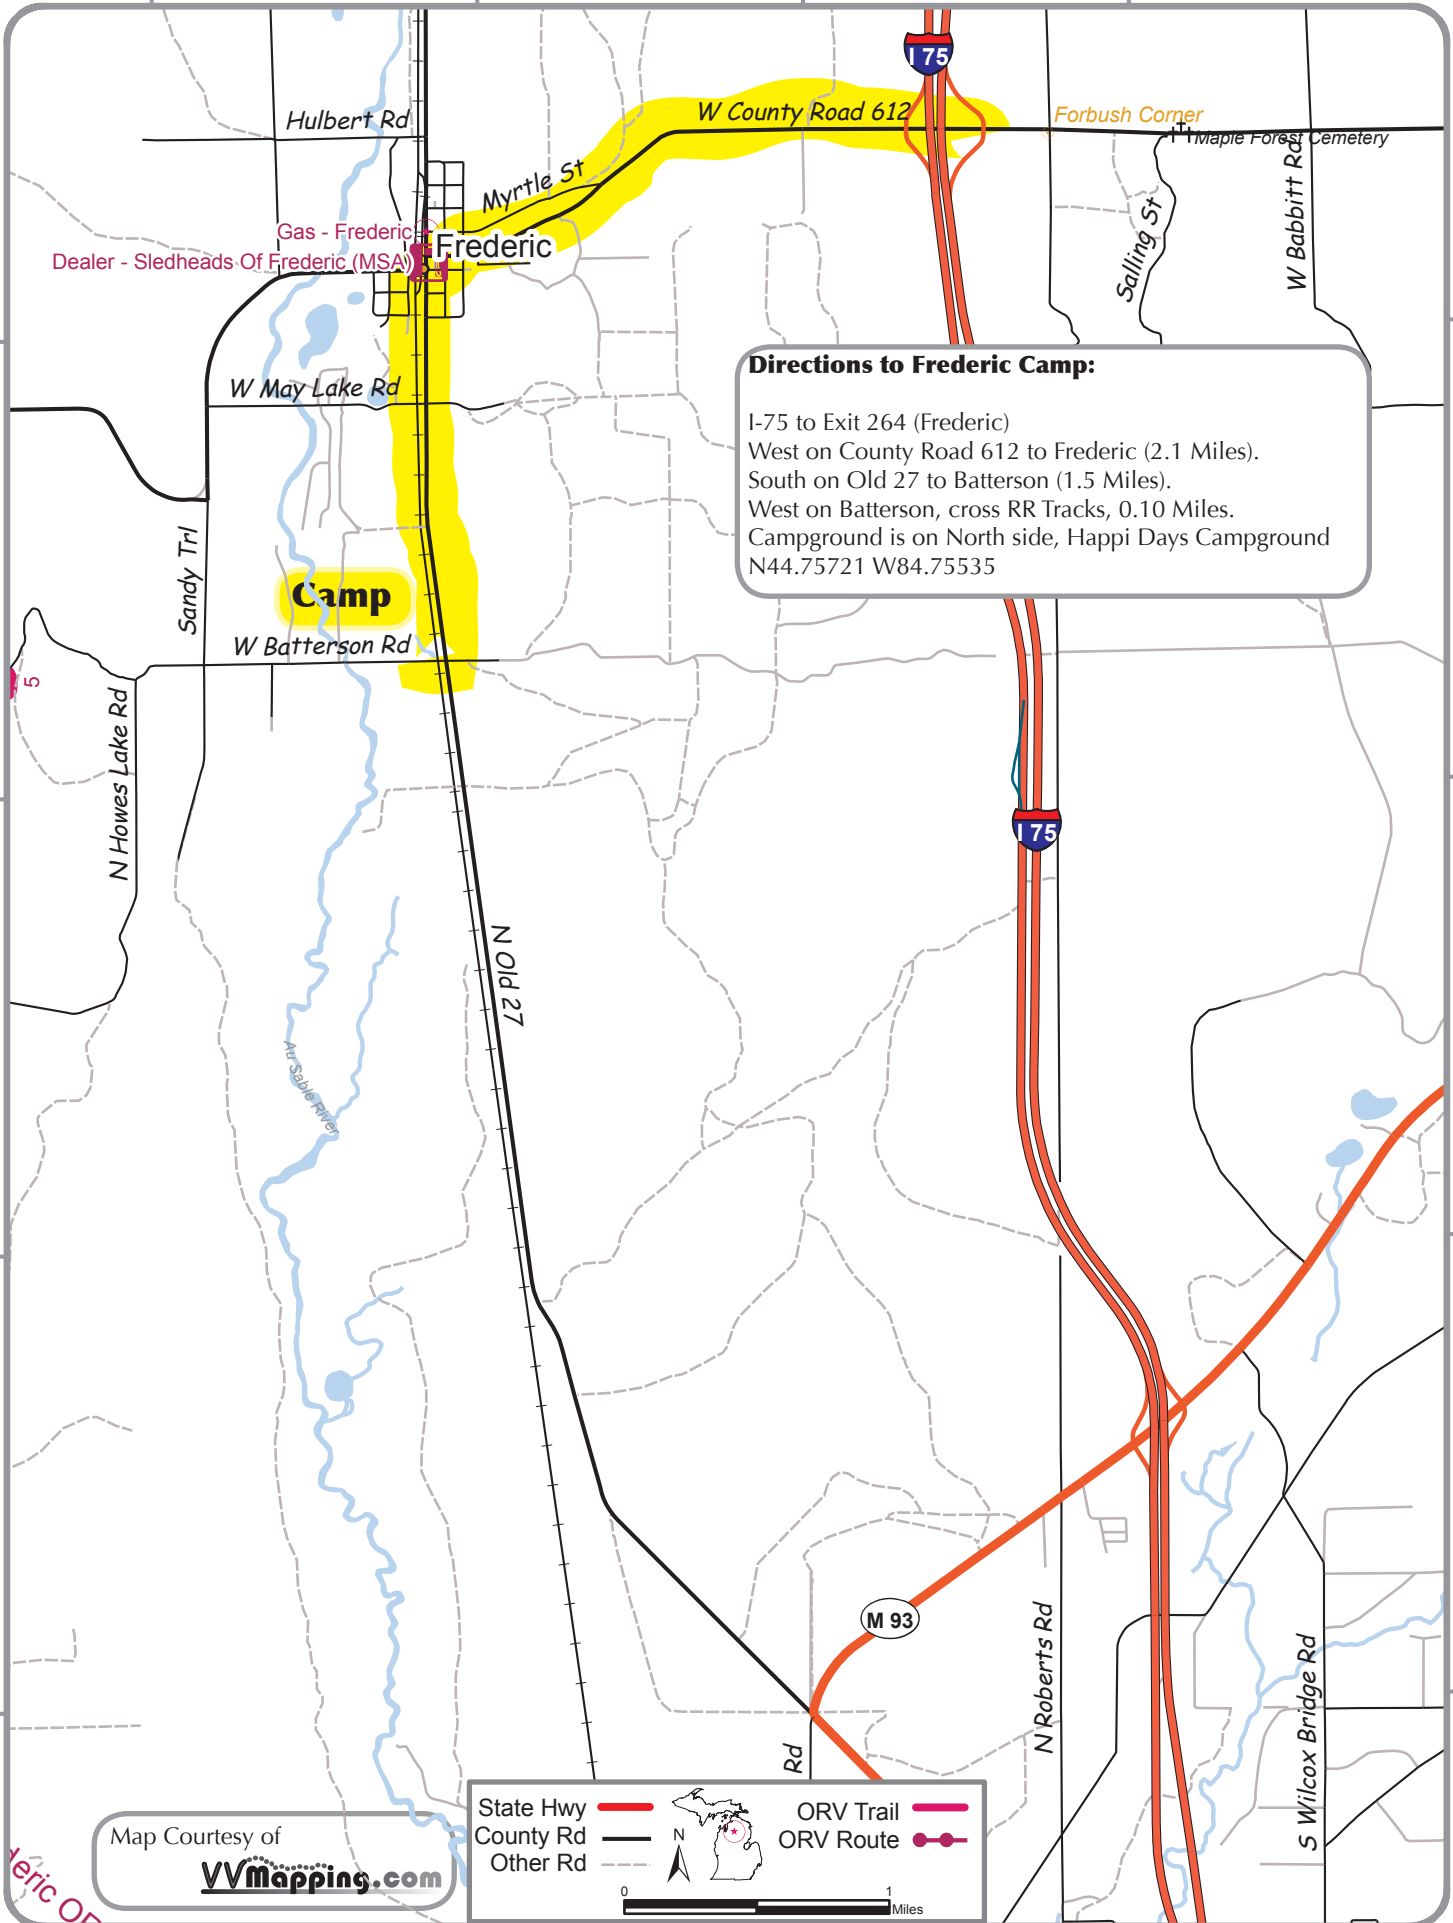 I 75
W County Road 612
Forbush Corner
Maple Forest Cemetery
Hulbert Rd
Myrtle St
W Babbitt Rd
Salling St
Gas - Frederic
Frederic
Dealer - Sledheads Of Frederic (MSA)
W May Lake Rd
Directions to Frederic Camp:
I-75 to Exit 264 (Frederic)
West on County Road 612 to Frederic (2.1 Miles).
South on Old 27 to Batterson (1.5 Miles).
West on Batterson, cross RR Tracks, 0.10 Miles.
Campground is on North side, Happi Days Campground
N44.75721 W84.75535
Sandy Trl
Camp
W Batterson Rd
5
N Howes Lake Rd
I 75
N Old 27
Au Sable River
M 93
N Roberts Rd
S Wilcox Bridge Rd
Rd
State Hwy
County Rd
Other Rd
N
ORV Trail
ORV Route
0 1
Miles
Map Courtesy of
VVMapping.com
deric OR